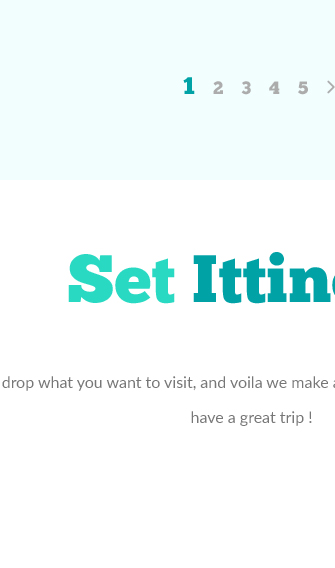 1 2 3 4 5
Set Ittin
drop what you want to visit, and voila we make
have a great trip !